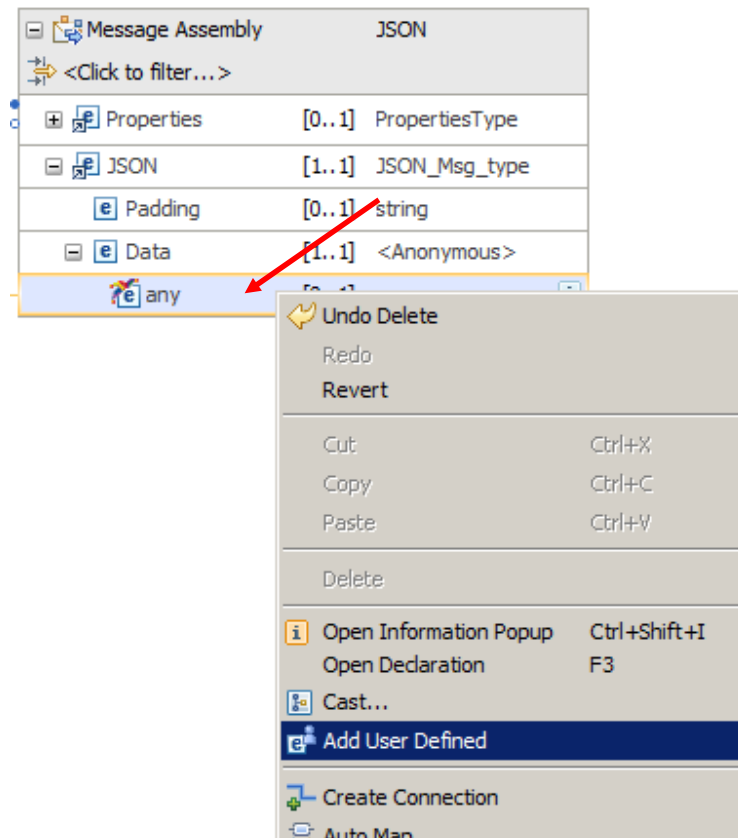 Message Assembly JSON
<Click to filter...>
Properties [0..1] PropertiesType
JSON [1..1] JSON_Msg_type
Padding [0..1] string
Data [1..1] <Anonymous>
any
Undo Delete
Redo
Revert
Cut Ctrl+X
Copy Ctrl+C
Paste Ctrl+V
Delete
Open Information Popup Ctrl+Shift+I
Open Declaration F3
Cast...
Add User Defined
Create Connection
Auto Map